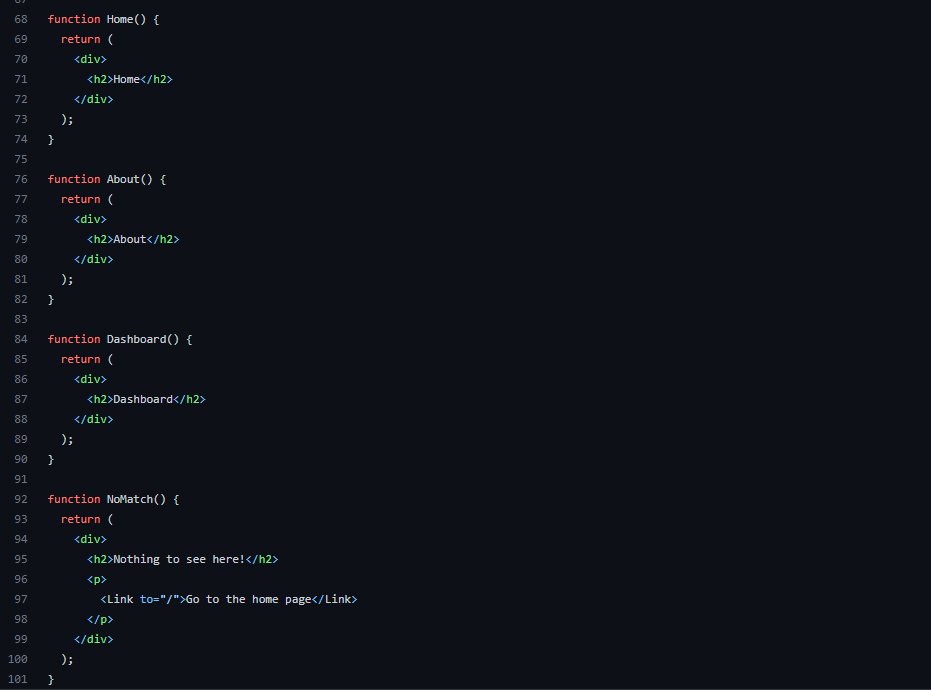 67
68 function Home() {
69   return (
70     <div>
71       <h2>Home</h2>
72     </div>
73   );
74 }
75
76 function About() {
77   return (
78     <div>
79       <h2>About</h2>
80     </div>
81   );
82 }
83
84 function Dashboard() {
85   return (
86     <div>
87       <h2>Dashboard</h2>
88     </div>
89   );
90 }
91
92 function NoMatch() {
93   return (
94     <div>
95       <h2>Nothing to see here!</h2>
96       <p>
97         <Link to="/">Go to the home page</Link>
98       </p>
99     </div>
100   );
101 }